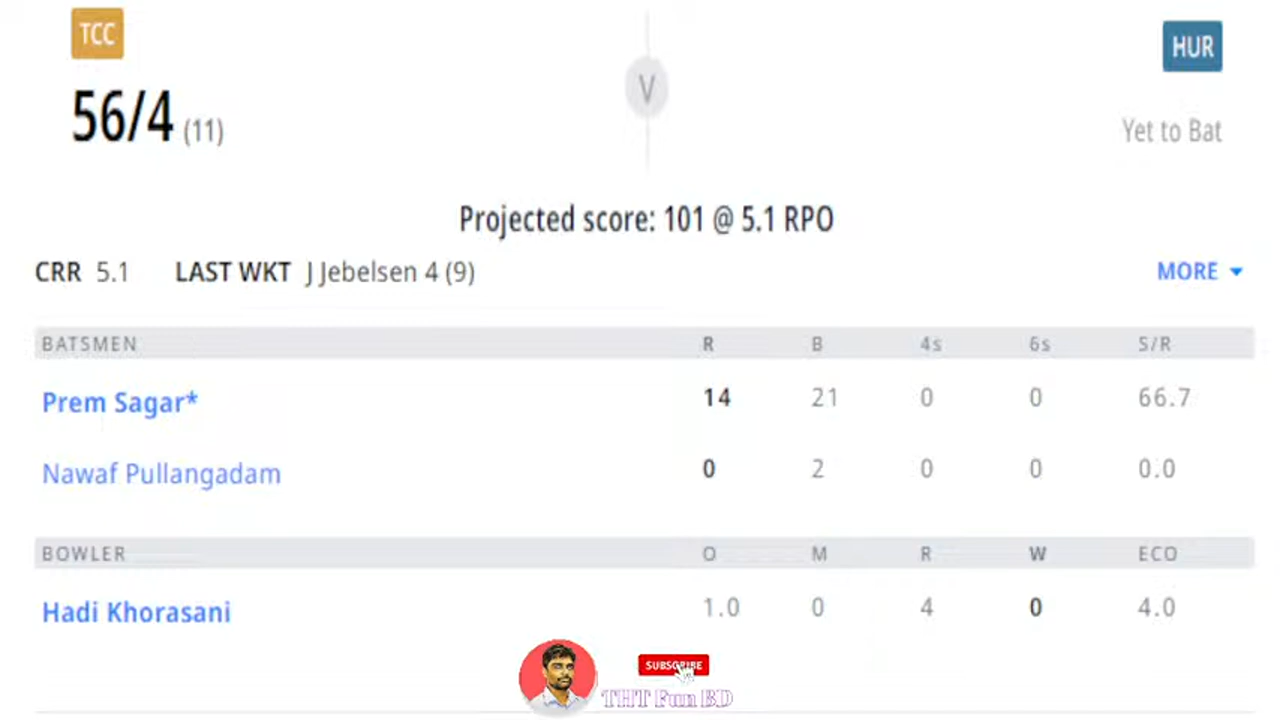 TCC
HUR
V
56/4 (11)
Yet to Bat
Projected score: 101 @ 5.1 RPO
CRR 5.1 LAST WKT J Jebelsen 4 (9) MORE
BATSMEN R B 4s 6s S/R
Prem Sagar* 14 21 0 0 66.7
Nawaf Pullangadam 0 2 0 0 0.0
BOWLER O M R W ECO
Hadi Khorasani 1.0 0 4 0 4.0
SUBSCRIBE
THT Fun BD